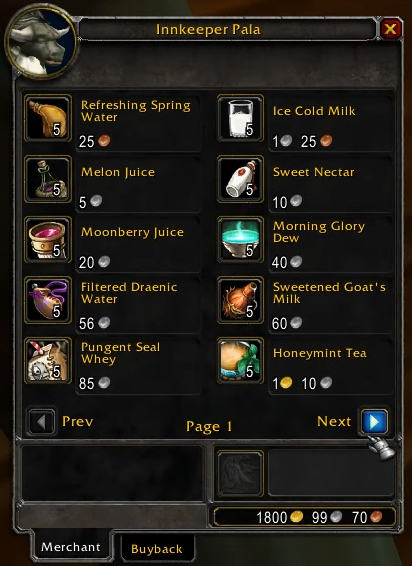 Innkeeper Pala
Refreshing Spring
Water
5
25
Ice Cold Milk
5
1 25
Melon Juice
5
5
Sweet Nectar
5
10
Moonberry Juice
5
20
Morning Glory
Dew
5
40
Filtered Draenic
Water
5
56
Sweetened Goat's
Milk
5
60
Pungent Seal
Whey
5
85
Honeymint Tea
5
1 10
Prev
Page 1
Next
1800 99 70
Merchant
Buyback